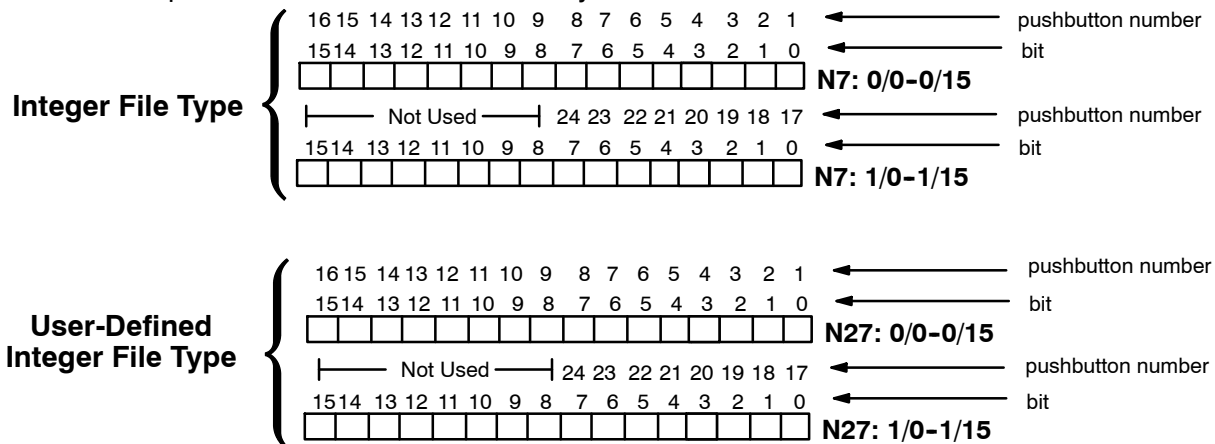 16 15 14 13 12 11 10 9 8 7 6 5 4 3 2 1 pushbutton number
15 14 13 12 11 10 9 8 7 6 5 4 3 2 1 0 bit
N7: 0/0-0/15
Integer File Type
Not Used 24 23 22 21 20 19 18 17 pushbutton number
15 14 13 12 11 10 9 8 7 6 5 4 3 2 1 0 bit
N7: 1/0-1/15
16 15 14 13 12 11 10 9 8 7 6 5 4 3 2 1 pushbutton number
15 14 13 12 11 10 9 8 7 6 5 4 3 2 1 0 bit
User-Defined
N27: 0/0-0/15
Integer File Type
Not Used 24 23 22 21 20 19 18 17 pushbutton number
15 14 13 12 11 10 9 8 7 6 5 4 3 2 1 0 bit
N27: 1/0-1/15